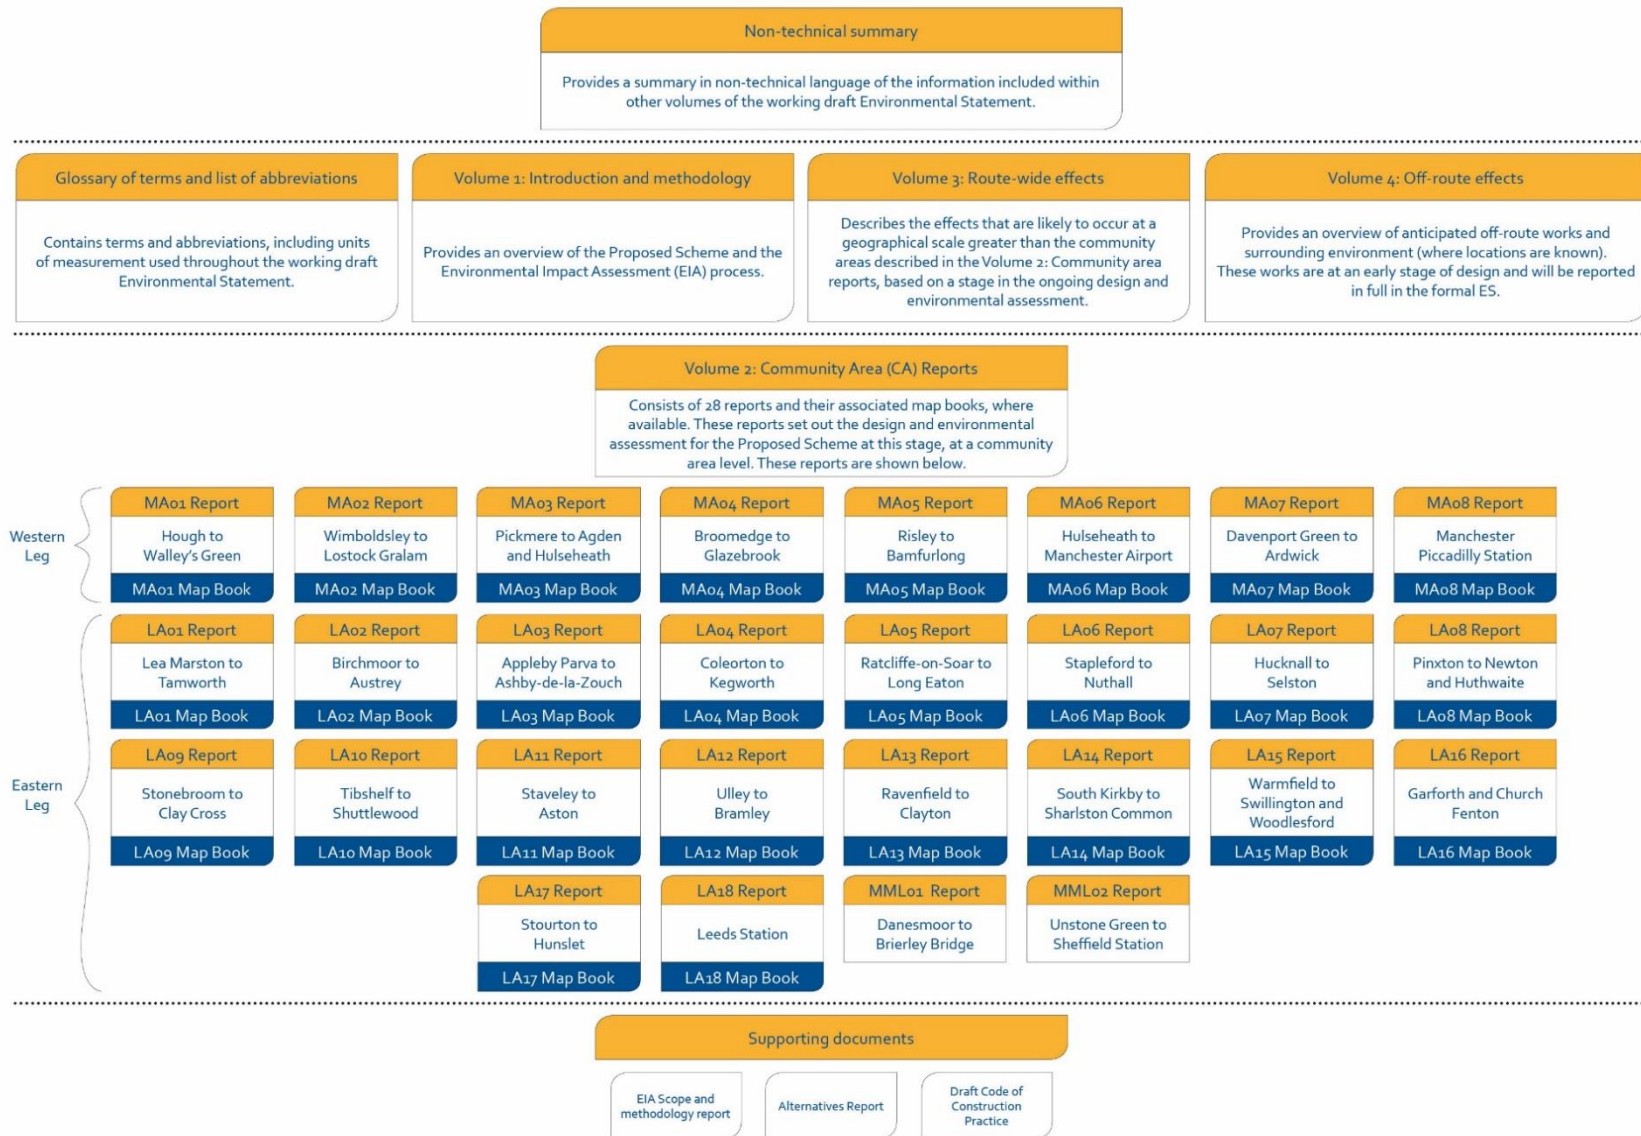 Non-technical summary
Provides a summary in non-technical language of the information included within
other volumes of the working draft Environmental Statement.
Glossary of terms and list of abbreviations
Contains terms and abbreviations, including units
of measurement used throughout the working draft
Environmental Statement.
Volume 1: Introduction and methodology
Provides an overview of the Proposed Scheme and the
Environmental Impact Assessment (EIA) process.
Volume 3: Route-wide effects
Describes the effects that are likely to occur at a
geographical scale greater than the community
areas described in the Volume 2: Community area
reports, based on a stage in the ongoing design and
environmental assessment.
Volume 4: Off-route effects
Provides an overview of anticipated off-route works and
surrounding environment (where locations are known).
These works are at an early stage of design and will be reported
in full in the formal ES.
Volume 2: Community Area (CA) Reports
Consists of 28 reports and their associated map books, where
available. These reports set out the design and environmental
assessment for the Proposed Scheme at this stage, at a community
area level. These reports are shown below.
Western
Leg
MA01 Report
Hough to
Walley's Green
MA01 Map Book
MA02 Report
Wimboldsley to
Lostock Gralam
MA02 Map Book
MA03 Report
Pickmere to Agden
and Hulseheath
MA03 Map Book
MA04 Report
Broomedge to
Glazebrook
MA04 Map Book
MA05 Report
Risley to
Bamfurlong
MA05 Map Book
MA06 Report
Hulseheath to
Manchester Airport
MA06 Map Book
MA07 Report
Davenport Green to
Ardwick
MA07 Map Book
MA08 Report
Manchester
Piccadilly Station
MA08 Map Book
Eastern
Leg
LA01 Report
Lea Marston to
Tamworth
LA01 Map Book
LA02 Report
Birchmoor to
Austrey
LA02 Map Book
LA03 Report
Appleby Parva to
Ashby-de-la-Zouch
LA03 Map Book
LA04 Report
Coleorton to
Kegworth
LA04 Map Book
LA05 Report
Ratcliffe-on-Soar to
Long Eaton
LA05 Map Book
LA06 Report
Stapleford to
Nuthall
LA06 Map Book
LA07 Report
Hucknall to
Selston
LA07 Map Book
LA08 Report
Pinxton to Newton
and Huthwaite
LA08 Map Book
LA09 Report
Stonebroom to
Clay Cross
LA09 Map Book
LA10 Report
Tibshelf to
Shuttlewood
LA10 Map Book
LA11 Report
Staveley to
Aston
LA11 Map Book
LA12 Report
Ulley to
Bramley
LA12 Map Book
LA13 Report
Ravenfield to
Clayton
LA13 Map Book
LA14 Report
South Kirkby to
Sharlston Common
LA14 Map Book
LA15 Report
Warmfield to
Swillington and
Woodlesford
LA15 Map Book
LA16 Report
Garforth and Church
Fenton
LA16 Map Book
LA17 Report
Stourton to
Hunslet
LA17 Map Book
LA18 Report
Leeds Station
LA18 Map Book
MML01 Report
Danesmoor to
Brierley Bridge
MML02 Report
Unstone Green to
Sheffield Station
Supporting documents
EIA Scope and
methodology report
Alternatives Report
Draft Code of
Construction
Practice